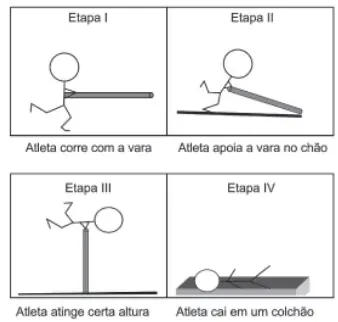 Etapa I
Etapa II
Atleta corre com a vara
Atleta apoia a vara no chão
Etapa III
Etapa IV
Atleta atinge certa altura
Atleta cai em um colchão